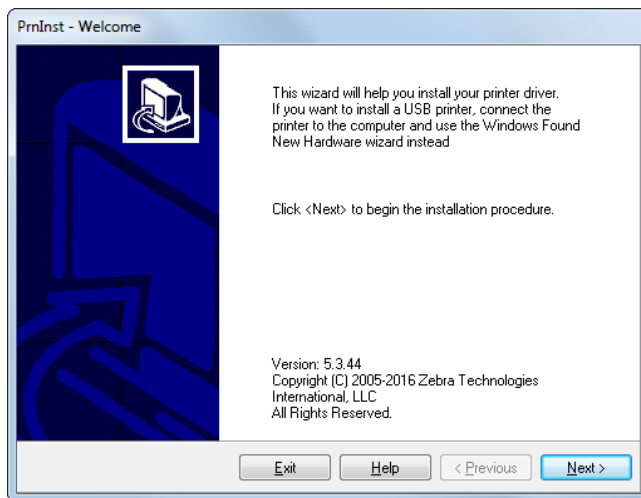 PrnInst - Welcome
This wizard will help you install your printer driver.
If you want to install a USB printer, connect the
printer to the computer and use the Windows Found
New Hardware wizard instead
Click <Next> to begin the installation procedure.
Version: 5.3.44
Copyright (C) 2005-2016 Zebra Technologies
International, LLC
All Rights Reserved.
Exit Help < Previous Next >